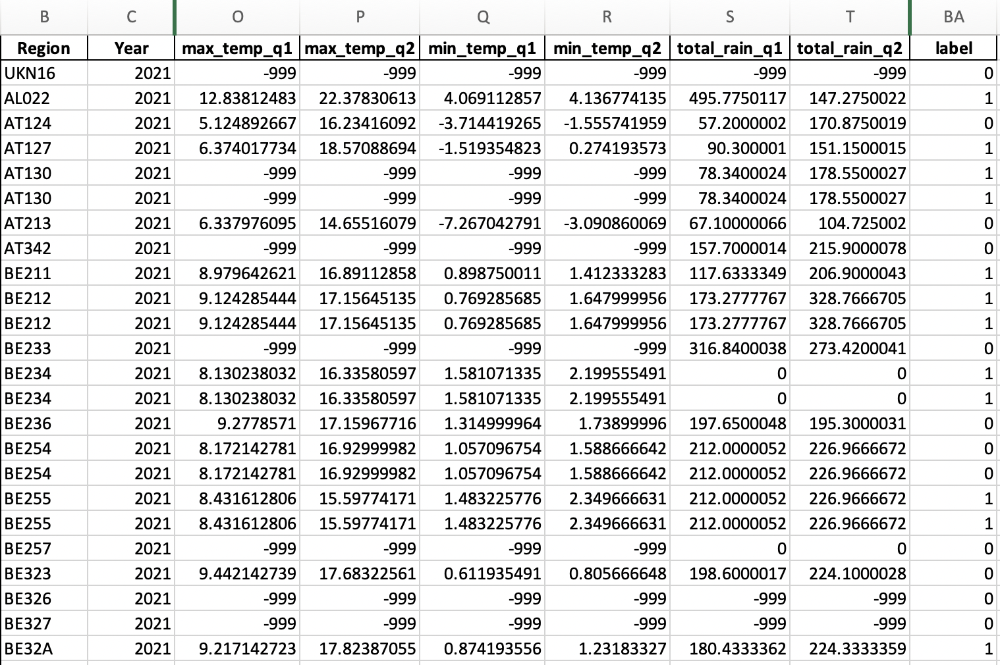 B C O P Q R S T BA
Region Year max_temp_q1 max_temp_q2 min_temp_q1 min_temp_q2 total_rain_q1 total_rain_q2 label
UKN16 2021 -999 -999 -999 -999 -999 -999 0
AL022 2021 12.83812483 22.37830613 4.069112857 4.136774135 495.7750117 147.2750022 1
AT124 2021 5.124892667 16.23416092 -3.714419265 -1.555741959 57.2000002 170.8750019 0
AT127 2021 6.374017734 18.57088694 -1.519354823 0.274193573 90.300001 151.1500015 1
AT130 2021 -999 -999 -999 -999 78.3400024 178.5500027 1
AT130 2021 -999 -999 -999 -999 78.3400024 178.5500027 1
AT213 2021 6.337976095 14.65516079 -7.267042791 -3.090860069 67.10000066 104.725002 0
AT342 2021 -999 -999 -999 -999 157.7000014 215.9000078 0
BE211 2021 8.979642621 16.89112858 0.898750011 1.412333283 117.6333349 206.9000043 1
BE212 2021 9.124285444 17.15645135 0.769285685 1.647999956 173.2777767 328.7666705 1
BE212 2021 9.124285444 17.15645135 0.769285685 1.647999956 173.2777767 328.7666705 1
BE233 2021 -999 -999 -999 -999 316.8400038 273.4200041 0
BE234 2021 8.130238032 16.33580597 1.581071335 2.199555491 0 0 1
BE234 2021 8.130238032 16.33580597 1.581071335 2.199555491 0 0 1
BE236 2021 9.2778571 17.15967716 1.314999964 1.73899996 197.6500048 195.3000031 0
BE254 2021 8.172142781 16.92999982 1.057096754 1.588666642 212.0000052 226.9666672 0
BE254 2021 8.172142781 16.92999982 1.057096754 1.588666642 212.0000052 226.9666672 0
BE255 2021 8.431612806 15.59774171 1.483225776 2.349666631 212.0000052 226.9666672 1
BE255 2021 8.431612806 15.59774171 1.483225776 2.349666631 212.0000052 226.9666672 1
BE257 2021 -999 -999 -999 -999 0 0 0
BE323 2021 9.442142739 17.68322561 0.611935491 0.805666648 198.6000017 224.1000028 0
BE326 2021 -999 -999 -999 -999 -999 -999 0
BE327 2021 -999 -999 -999 -999 -999 -999 0
BE32A 2021 9.217142723 17.82387055 0.874193556 1.23183327 180.4333362 224.3333359 1